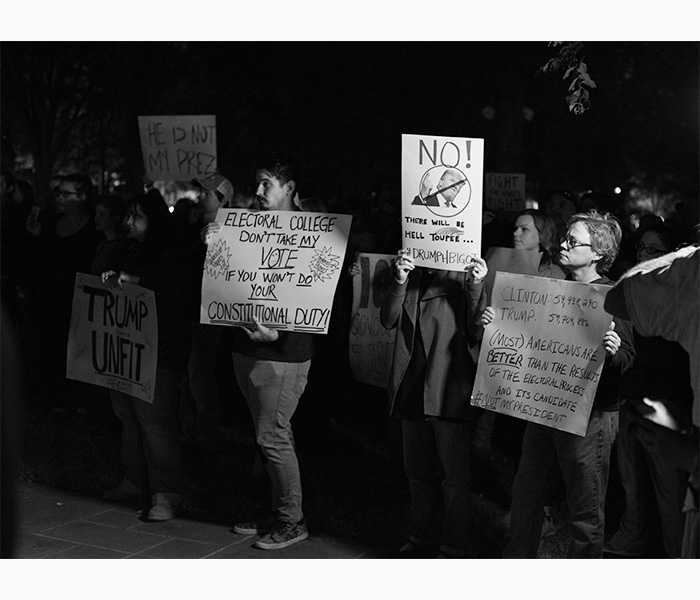 HE IS NOT
MY PREZ
TRUMP
UNFIT
ELECTORAL COLLEGE
DON'T TAKE MY
VOTE
IF YOU WON'T DO
YOUR
CONSTITUTIONAL DUTY!
NO!
THERE WILL BE
HELL TOUPEE...
#DRUMPHBIGOT
FIGHT
RIGHT
CLINTON:
TRUMP:
(MOST) AMERICANS ARE
BETTER THAN THE RESULTS
OF THE ELECTORAL PROCESS
AND ITS CANDIDATE
#NOTMYPRESIDENT